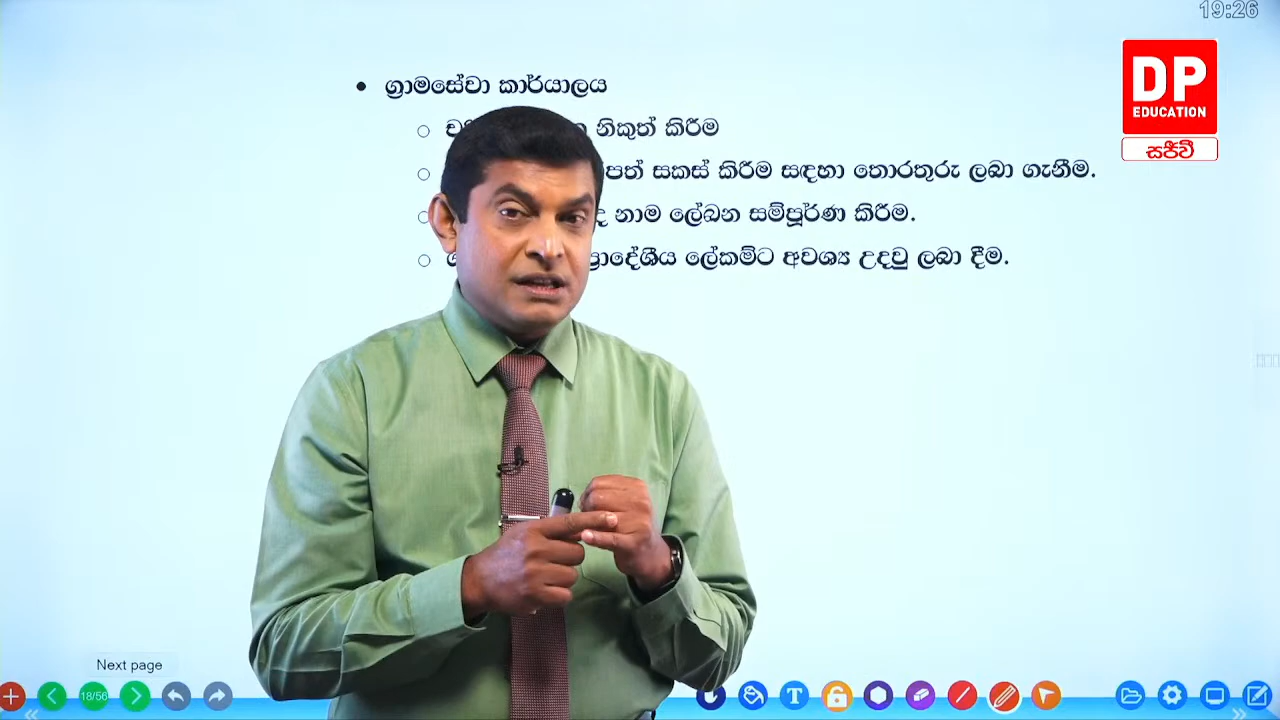 19:26
• ග්‍රාමසේවා කාර්යාලය
නිකුත් කිරීම
සකස් කිරීම සඳහා තොරතුරු ලබා ගැනීම.
නාම ලේඛන සම්පූර්ණ කිරීම.
ප්‍රාදේශීය ලේකම්ට අවශ්‍ය උදවු ලබා දීම.
DP
EDUCATION
සජීවී
Next page
18/56